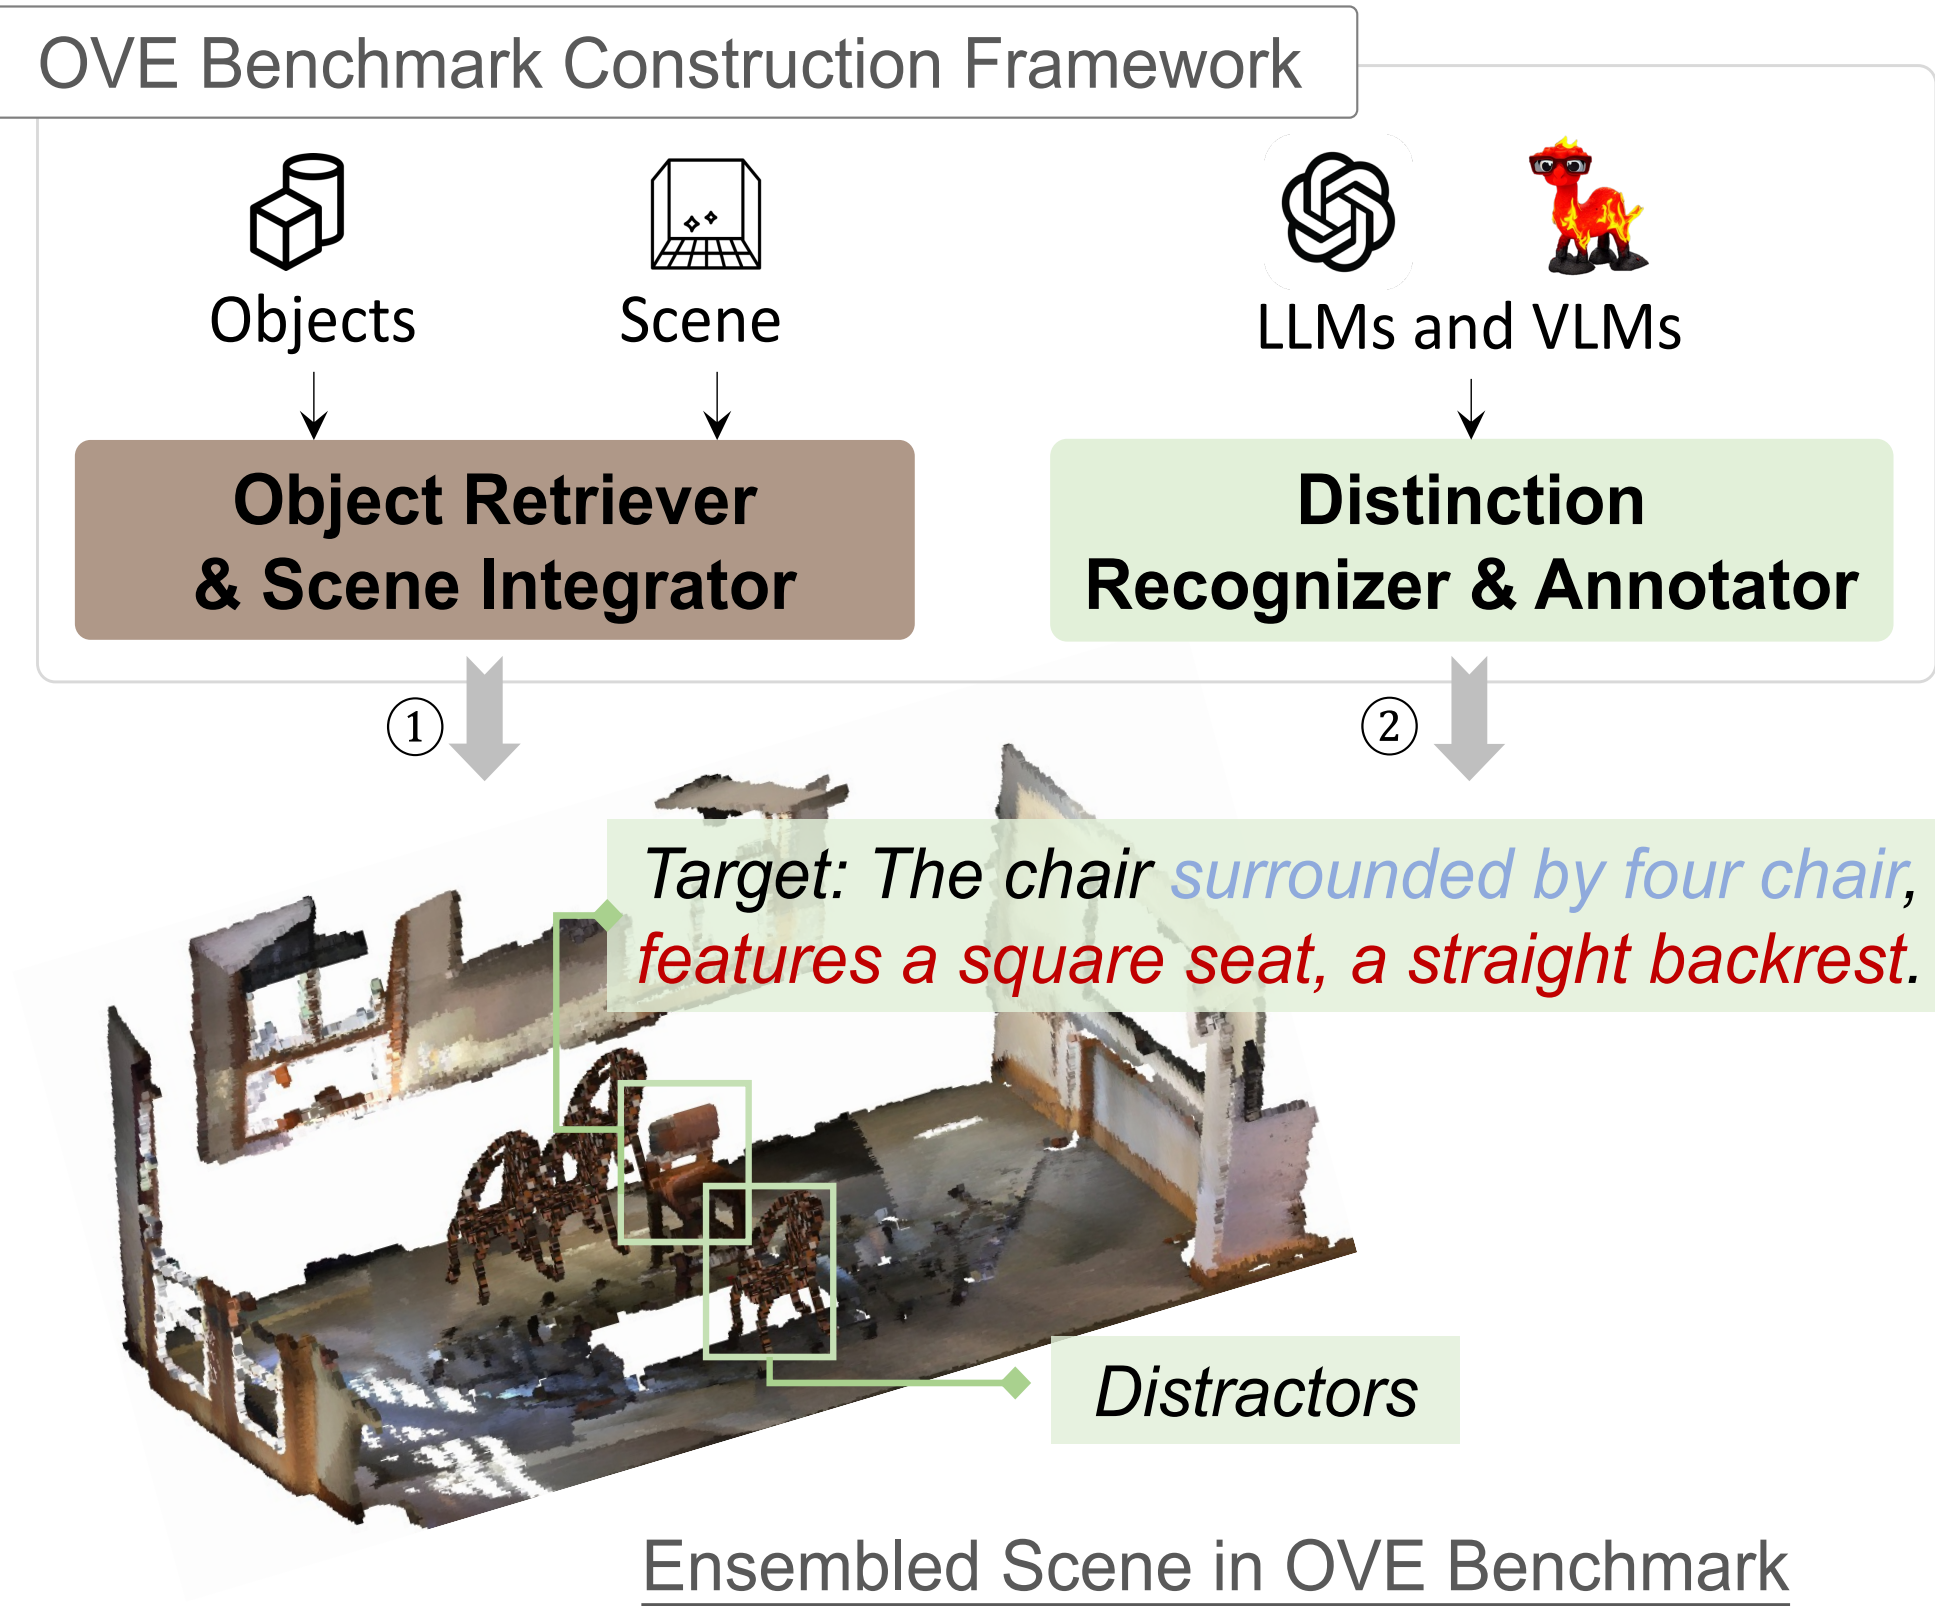 OVE Benchmark Construction Framework
Objects
Scene
LLMs and VLMs
Object Retriever
& Scene Integrator
Distinction
Recognizer & Annotator
①
②
Target: The chair surrounded by four chair,
features a square seat, a straight backrest.
Distractors
Ensembled Scene in OVE Benchmark